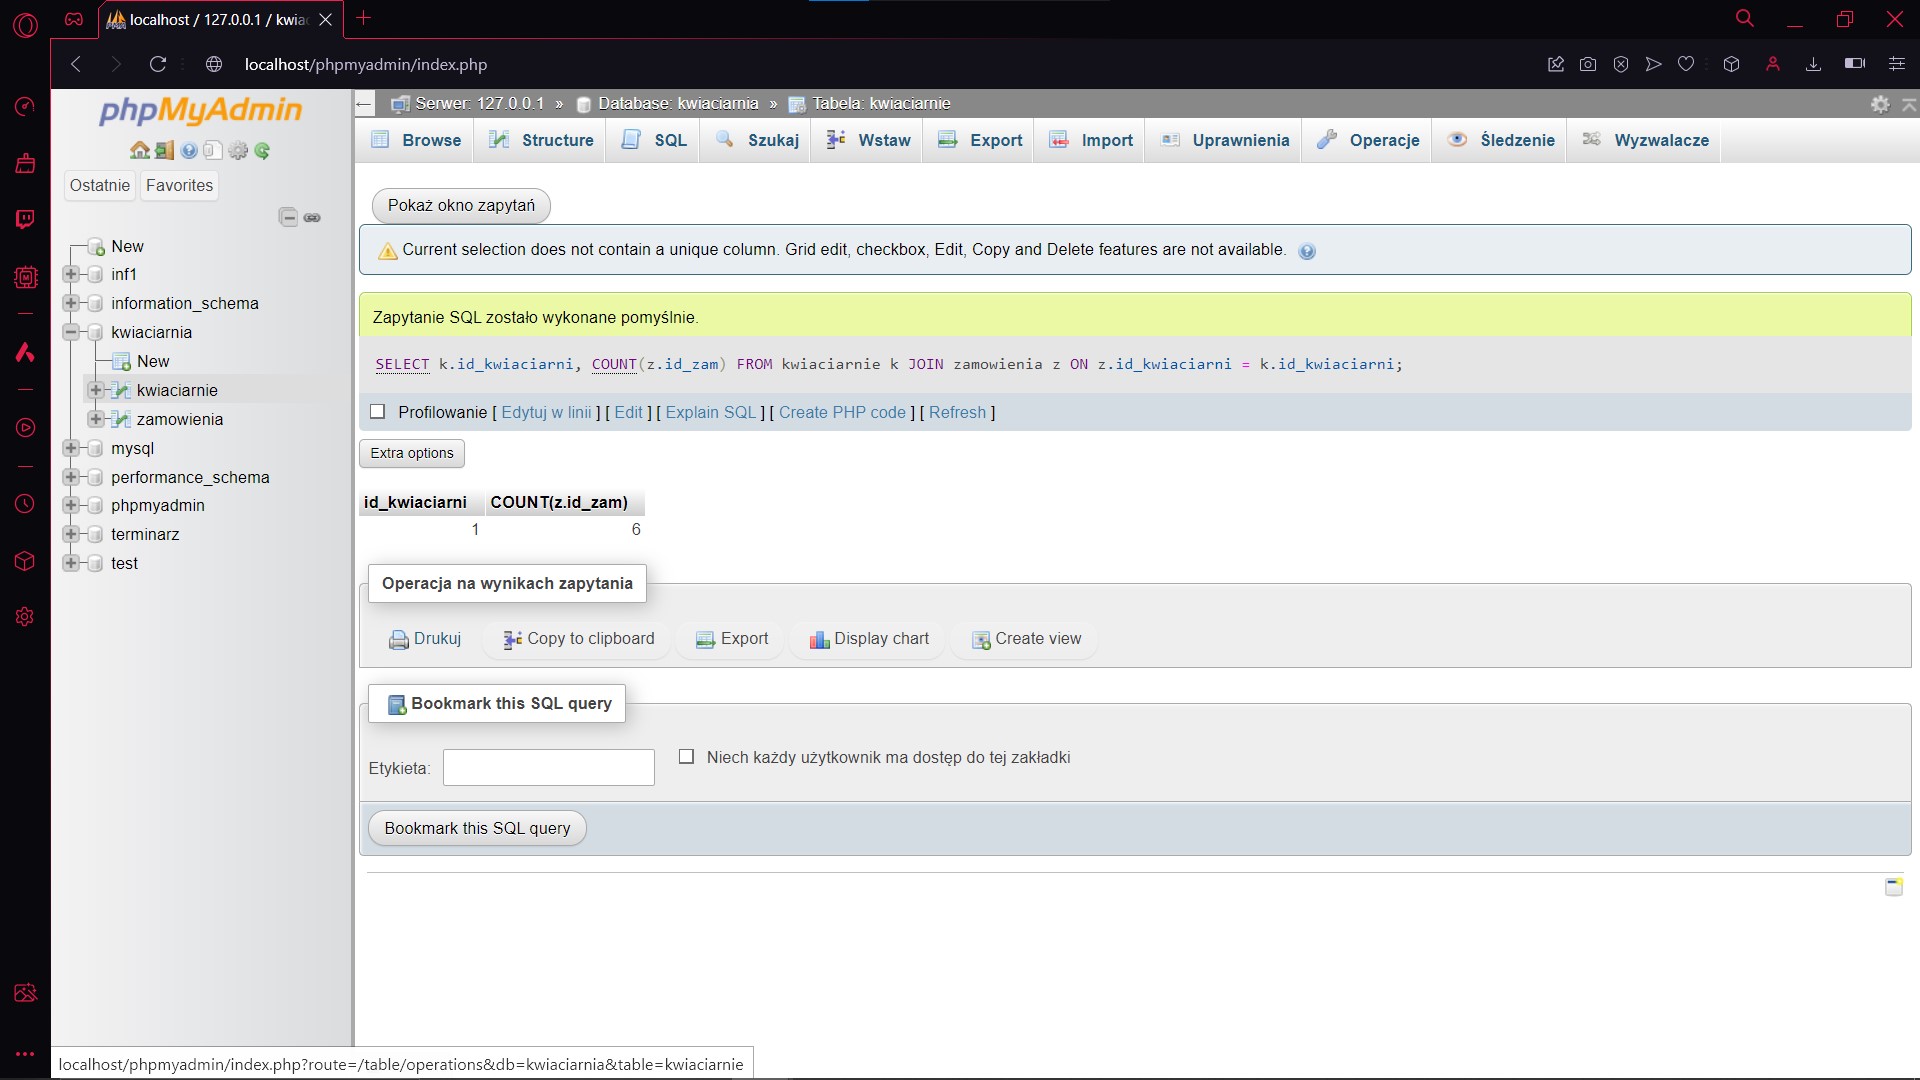 localhost / 127.0.0.1 / kwia
localhost/phpmyadmin/index.php
phpMyAdmin
Ostatnie Favorites
New
inf1
information_schema
kwiaciarnia
New
kwiaciarnie
zamowienia
mysql
performance_schema
phpmyadmin
terminarz
test
Serwer: 127.0.0.1 » Database: kwiaciarnia » Tabela: kwiaciarnie
Browse Structure SQL Szukaj Wstaw Export Import Uprawnienia Operacje Śledzenie Wyzwalacze
Pokaż okno zapytań
Current selection does not contain a unique column. Grid edit, checkbox, Edit, Copy and Delete features are not available.
Zapytanie SQL zostało wykonane pomyślnie.
SELECT k.id_kwiaciarni, COUNT(z.id_zam) FROM kwiaciarnie k JOIN zamowienia z ON z.id_kwiaciarni = k.id_kwiaciarni;
Profilowanie [ Edytuj w linii ] [ Edit ] [ Explain SQL ] [ Create PHP code ] [ Refresh ]
Extra options
id_kwiaciarni COUNT(z.id_zam)
1 6
Operacja na wynikach zapytania
Drukuj Copy to clipboard Export Display chart Create view
Bookmark this SQL query
Etykieta: Niech każdy użytkownik ma dostęp do tej zakładki
Bookmark this SQL query
localhost/phpmyadmin/index.php?route=/table/operations&db=kwiaciarnia&table=kwiaciarnie